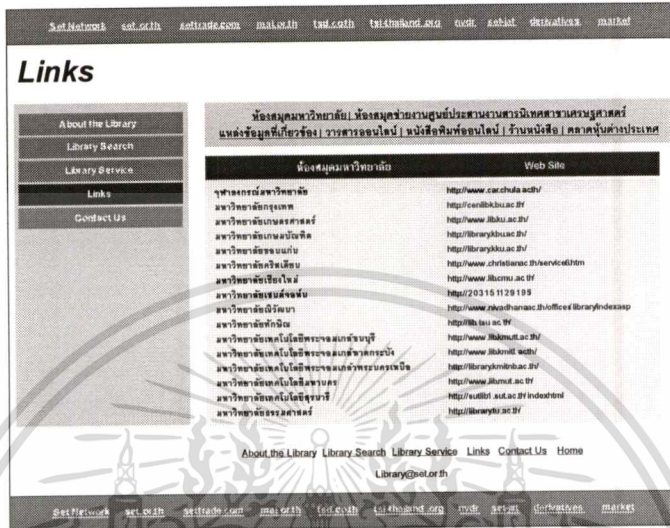 Set Network set.or.th settrade.com mai.or.th tsd.co.th tsi-thailand.org nvdr set-jet derivatives market
Links
ห้องสมุดมหาวิทยาลัย | ห้องสมุดข่ายงานศูนย์ประสานงานสารนิเทศสาขาเศรษฐศาสตร์
แหล่งข้อมูลที่เกี่ยวข้อง | วารสารออนไลน์ | หนังสือพิมพ์ออนไลน์ | ร้านหนังสือ | ตลาดหุ้นต่างประเทศ
About the Library
Library Search
Library Service
Links
Contact Us
ห้องสมุดมหาวิทยาลัย Web Site
จุฬาลงกรณ์มหาวิทยาลัย http://www.car.chula.acth/
มหาวิทยาลัยกรุงเทพ http://cenlibk.bu.ac.th/
มหาวิทยาลัยเกษตรศาสตร์ http://www.lib.ku.ac.th/
มหาวิทยาลัยเกษมบัณฑิต http://library.kbu.ac.th/
มหาวิทยาลัยขอนแก่น http://library.kku.ac.th/
มหาวิทยาลัยคริสเตียน http://www.christianac.th/service6.htm
มหาวิทยาลัยเชียงใหม่ http://www.lib.cmu.ac.th/
มหาวิทยาลัยเซนต์จอห์น http://203151129195
มหาวิทยาลัยณิวัฒนา http://www.nivadhanaac.th/offices/library/indexasp
มหาวิทยาลัยทักษิณ http://lib.tsu.ac.th/
มหาวิทยาลัยเทคโนโลยีพระจอมเกล้าธนบุรี http://www.lib.kmutt.ac.th/
มหาวิทยาลัยเทคโนโลยีพระจอมเกล้าลาดกระบัง http://www.lib.kmitl.acth/
มหาวิทยาลัยเทคโนโลยีพระจอมเกล้าพระนครเหนือ http://library.kmitnb.ac.th/
มหาวิทยาลัยเทคโนโลยีมหานคร http://www.lib.mut.ac.th/
มหาวิทยาลัยเทคโนโลยีสุรนารี http://sutlib1.sut.ac.th/indexhtml
มหาวิทยาลัยธรรมศาสตร์ http://library.tu.ac.th/
About the Library Library Search Library Service Links Contact Us Home
Library@set.or.th
Set Network set.or.th settrade.com mai.or.th tsd.co.th tsi-thailand.org nvdr set-jet derivatives market